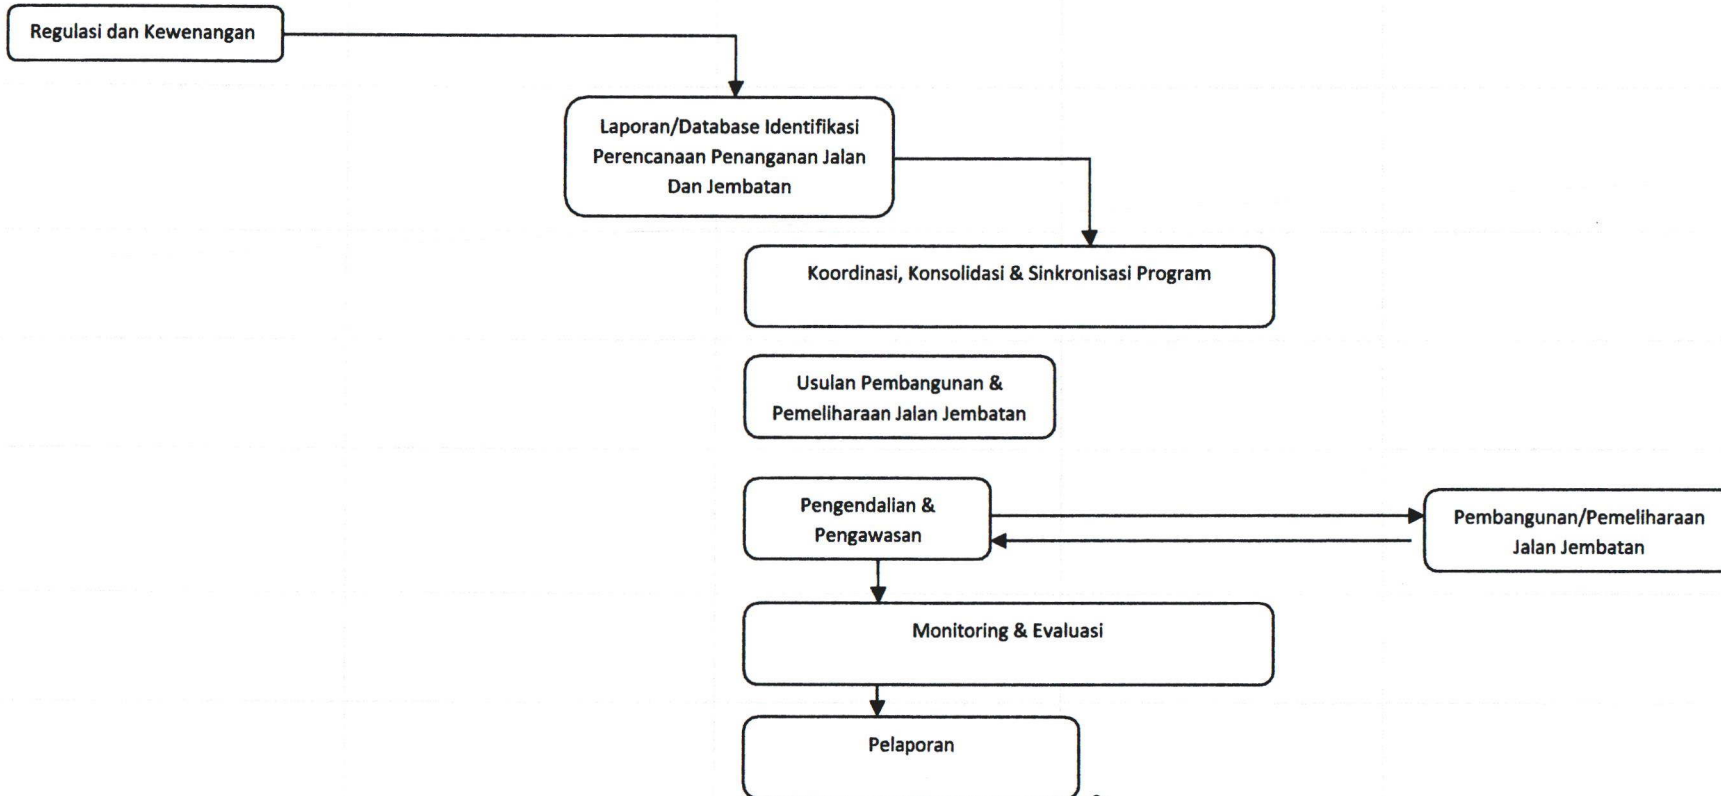 Regulasi dan Kewenangan
Laporan/Database Identifikasi
Perencanaan Penanganan Jalan
Dan Jembatan
Koordinasi, Konsolidasi & Sinkronisasi Program
Usulan Pembangunan &
Pemeliharaan Jalan Jembatan
Pengendalian &
Pengawasan
Pembangunan/Pemeliharaan
Jalan Jembatan
Monitoring & Evaluasi
Pelaporan